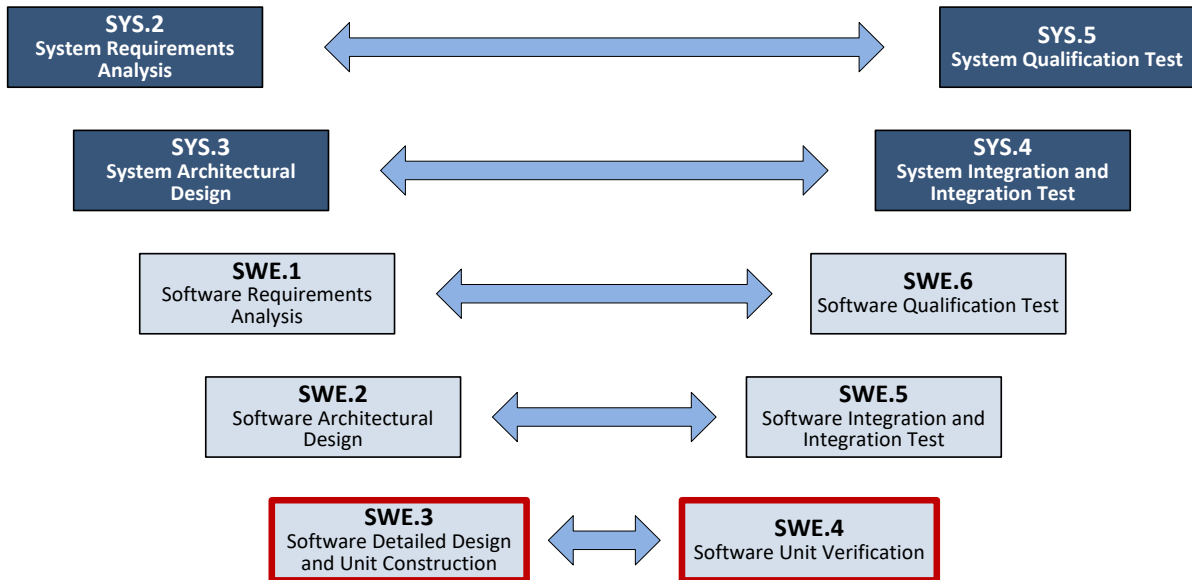 SYS.2
System Requirements
Analysis
SYS.5
System Qualification Test
SYS.3
System Architectural
Design
SYS.4
System Integration and
Integration Test
SWE.1
Software Requirements
Analysis
SWE.6
Software Qualification Test
SWE.2
Software Architectural
Design
SWE.5
Software Integration and
Integration Test
SWE.3
Software Detailed Design
and Unit Construction
SWE.4
Software Unit Verification